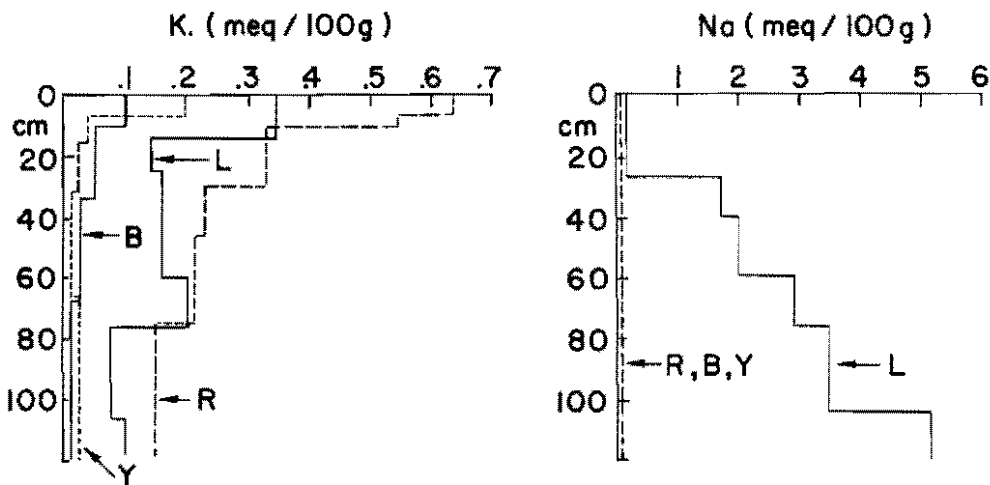 K. (meq / 100g)
.1 .2 .3 .4 .5 .6 .7
0
cm
20
40
60
80
100
L
B
R
Y
Na (meq / 100g)
1 2 3 4 5 6
0
cm
20
40
60
80
100
R, B, Y
L